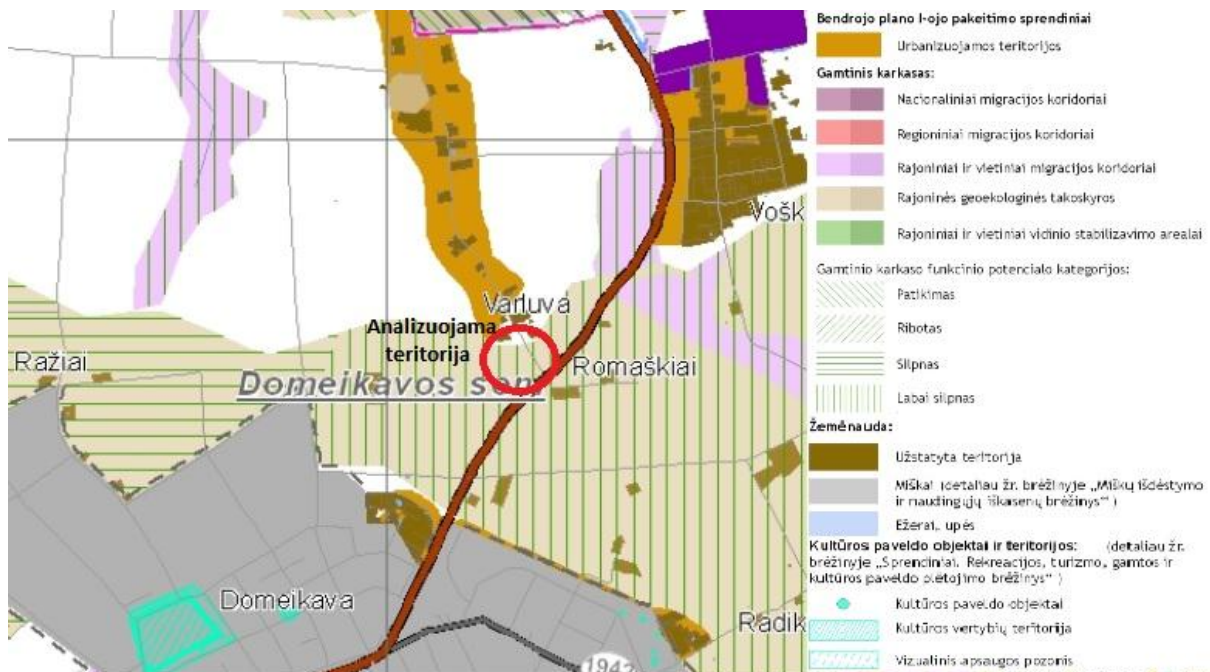 Varluva
Vošk
Analizuojama
teritorija
Ražiai
Romaškiai
Domeikavos sen.
Domeikava
Radik
1942
Bendrojo plano I-ojo pakeitimo sprendiniai
Urbanizuojamos teritorijos
Gamtinis karkasas:
Nacionaliniai migracijos koridoriai
Regioniniai migracijos koridoriai
Rajoniniai ir vietiniai migracijos koridoriai
Rajoninės geoekologinės takoskyros
Rajoniniai ir vietiniai vidinio stabilizavimo arealai
Gamtinio karkaso funkcinio potencialo kategorijos:
Patikimas
Ribotas
Silpnas
Labai silpnas
Žemėnauda:
Užstatyta teritorija
Miškai (detaliau žr. brėžinyje „Miškų išdėstymo
ir naudingųjų iškasenų brėžinys“ )
Ežerai, upės
Kultūros paveldo objektai ir teritorijos: (detaliau žr.
brėžinyje „Sprendiniai. Rekreacijos, turizmo, gamtos ir
kultūros paveldo plėtojimo brėžinys“ )
Kultūros paveldo objektai
Kultūros vertybių teritorija
Vizualinis apsaugos pozonis